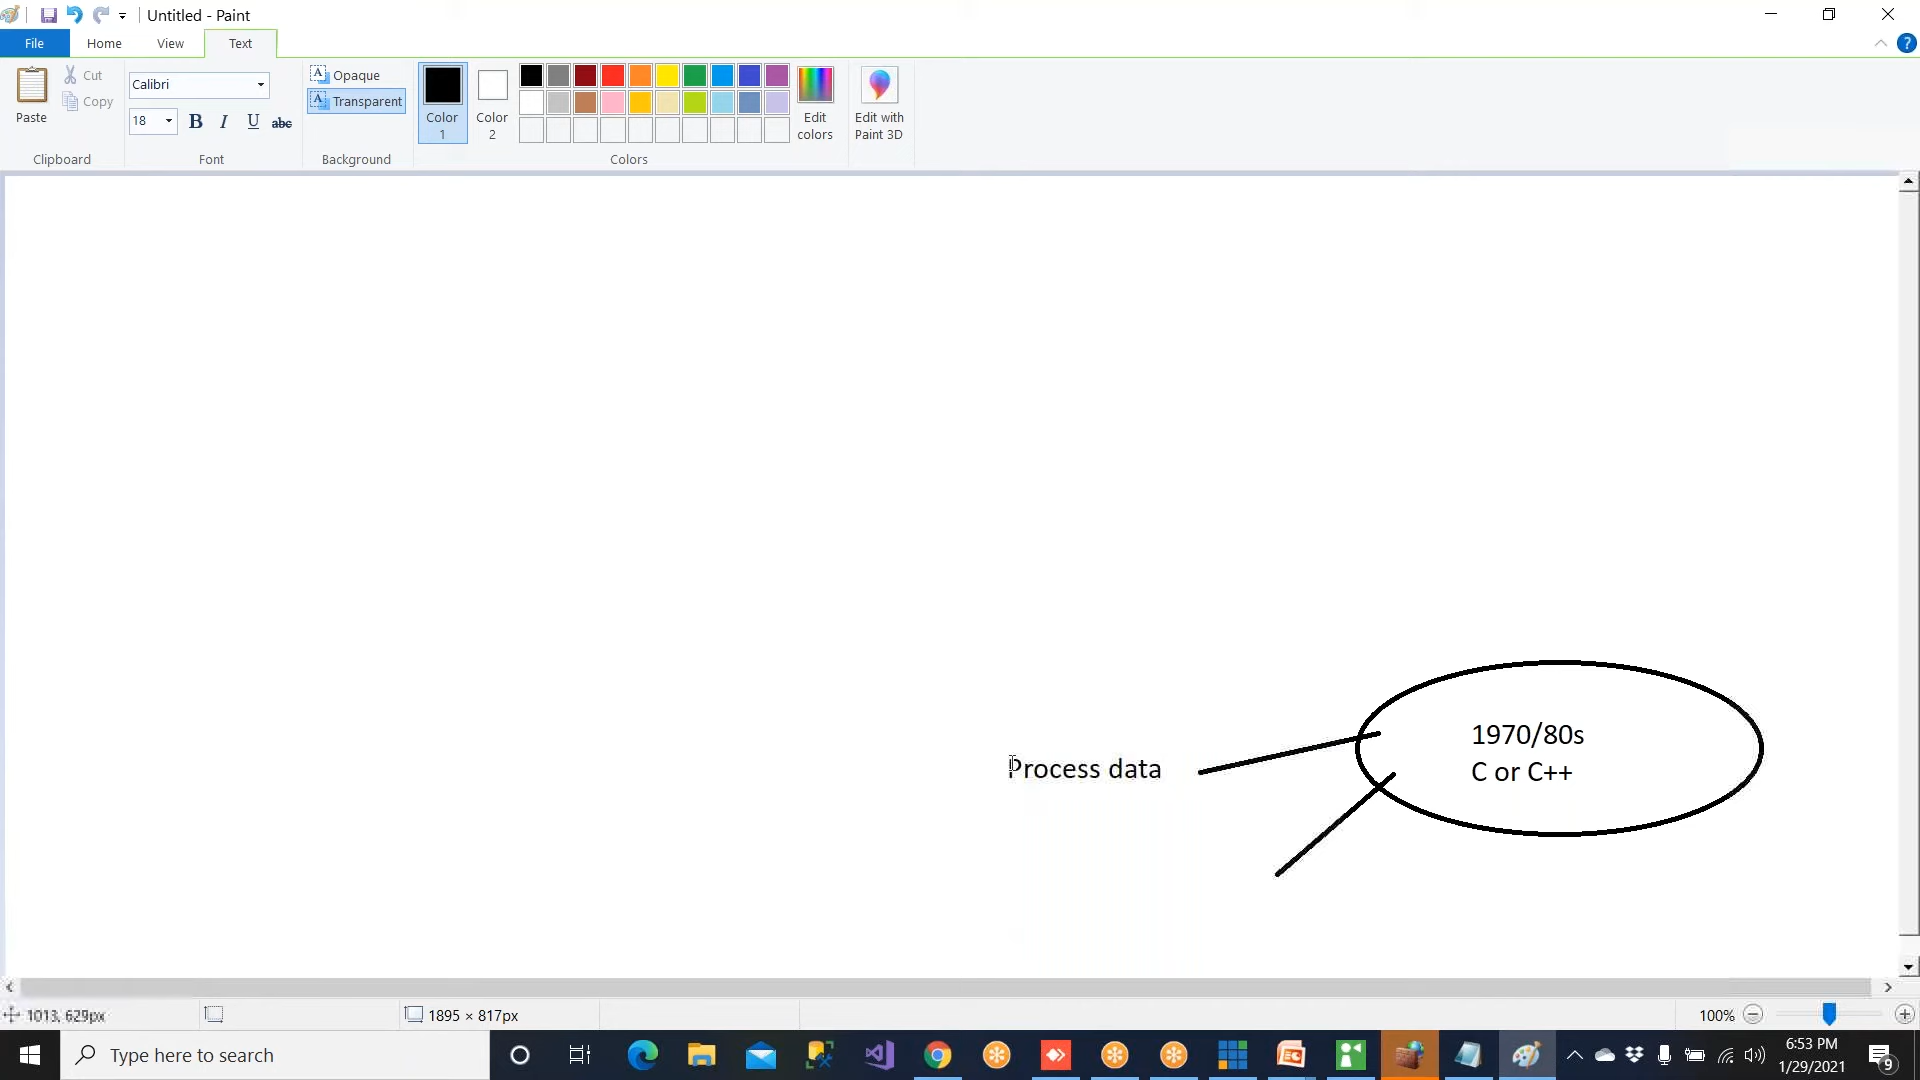 Untitled - Paint
File Home View Text
Paste
Cut
Copy
Clipboard
Calibri
18
B I U abc
Font
Opaque
Transparent
Background
Color 1
Color 2
Edit colors
Colors
Edit with Paint 3D
1970/80s
C or C++
Process data
1013, 629px
1895 × 817px
100%
Type here to search
6:53 PM
1/29/2021
9